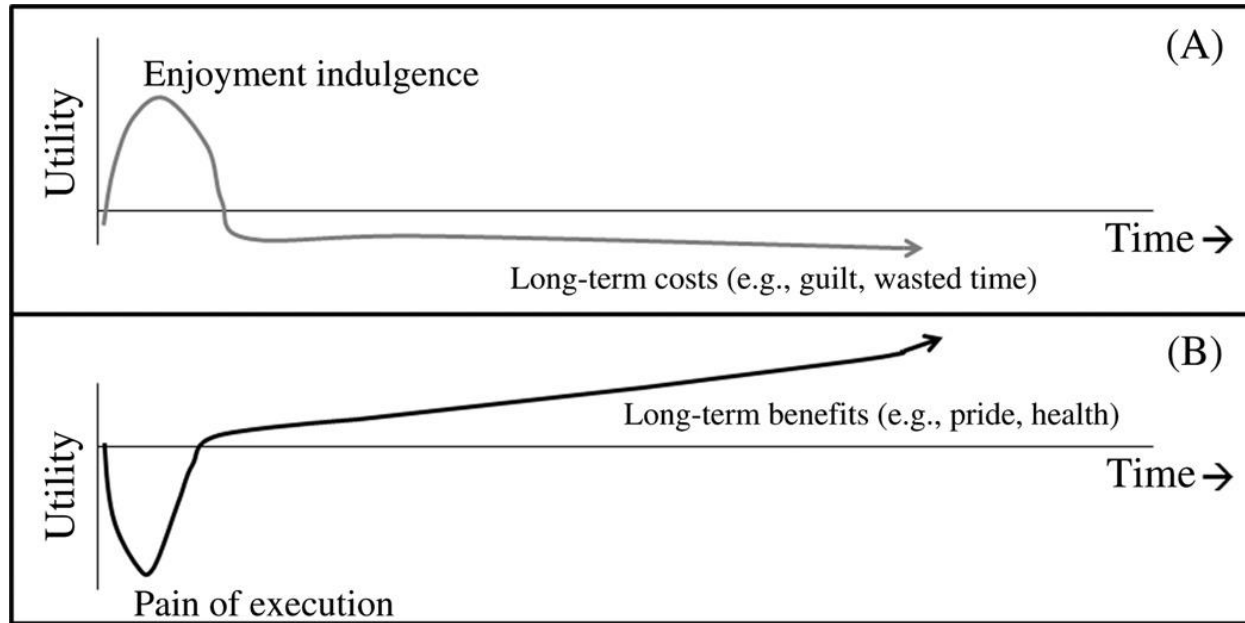 (A)
Enjoyment indulgence
Utility
Time →
Long-term costs (e.g., guilt, wasted time)
(B)
Long-term benefits (e.g., pride, health)
Utility
Time →
Pain of execution